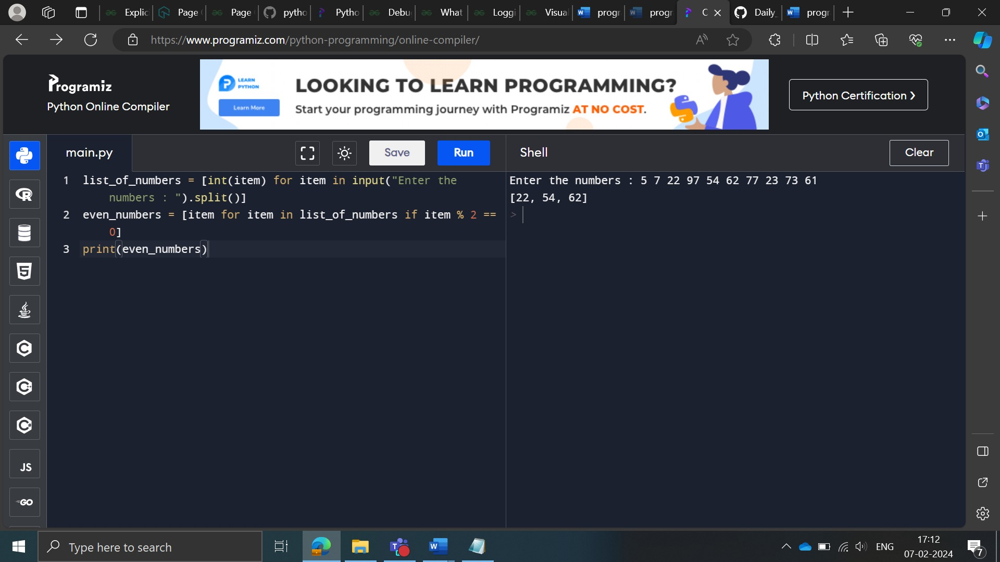 Explic
Page
Page
pytho
Pytho
Debu
What
Loggi
Visual
progr
progr
C
Daily_
progr
https://www.programiz.com/python-programming/online-compiler/
Programiz
Python Online Compiler
LEARN
PYTHON
Learn More
LOOKING TO LEARN PROGRAMMING?
Start your programming journey with Programiz AT NO COST.
Python Certification ❯
main.py
Save
Run
Shell
Clear
1 list_of_numbers = [int(item) for item in input("Enter the
numbers : ").split()]
2 even_numbers = [item for item in list_of_numbers if item % 2 ==
0]
3 print(even_numbers)
Enter the numbers : 5 7 22 97 54 62 77 23 73 61
[22, 54, 62]
>
JS
GO
Type here to search
ENG
17:12
07-02-2024
7